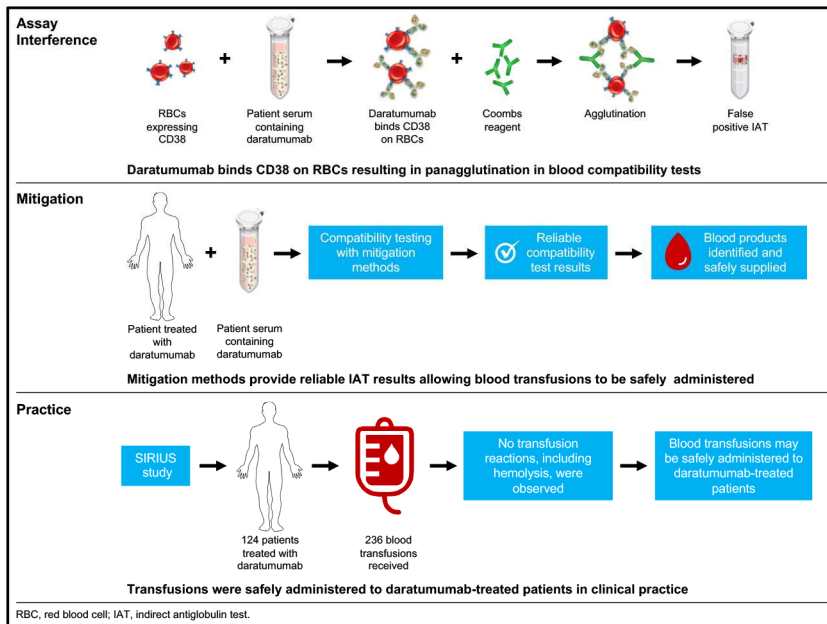 Assay
Interference
+
+
RBCs
expressing
CD38
Patient serum
containing
daratumumab
Daratumumab
binds CD38
on RBCs
Coombs
reagent
Agglutination
False
positive IAT
Daratumumab binds CD38 on RBCs resulting in panagglutination in blood compatibility tests
Mitigation
+
Compatibility testing
with mitigation
methods
Reliable
compatibility
test results
Blood products
identified and
safely supplied
Patient treated
with
daratumumab
Patient serum
containing
daratumumab
Mitigation methods provide reliable IAT results allowing blood transfusions to be safely administered
Practice
SIRIUS
study
No transfusion
reactions, including
hemolysis, were
observed
Blood transfusions may
be safely administered to
daratumumab-treated
patients
124 patients
treated with
daratumumab
236 blood
transfusions
received
Transfusions were safely administered to daratumumab-treated patients in clinical practice
RBC, red blood cell; IAT, indirect antiglobulin test.